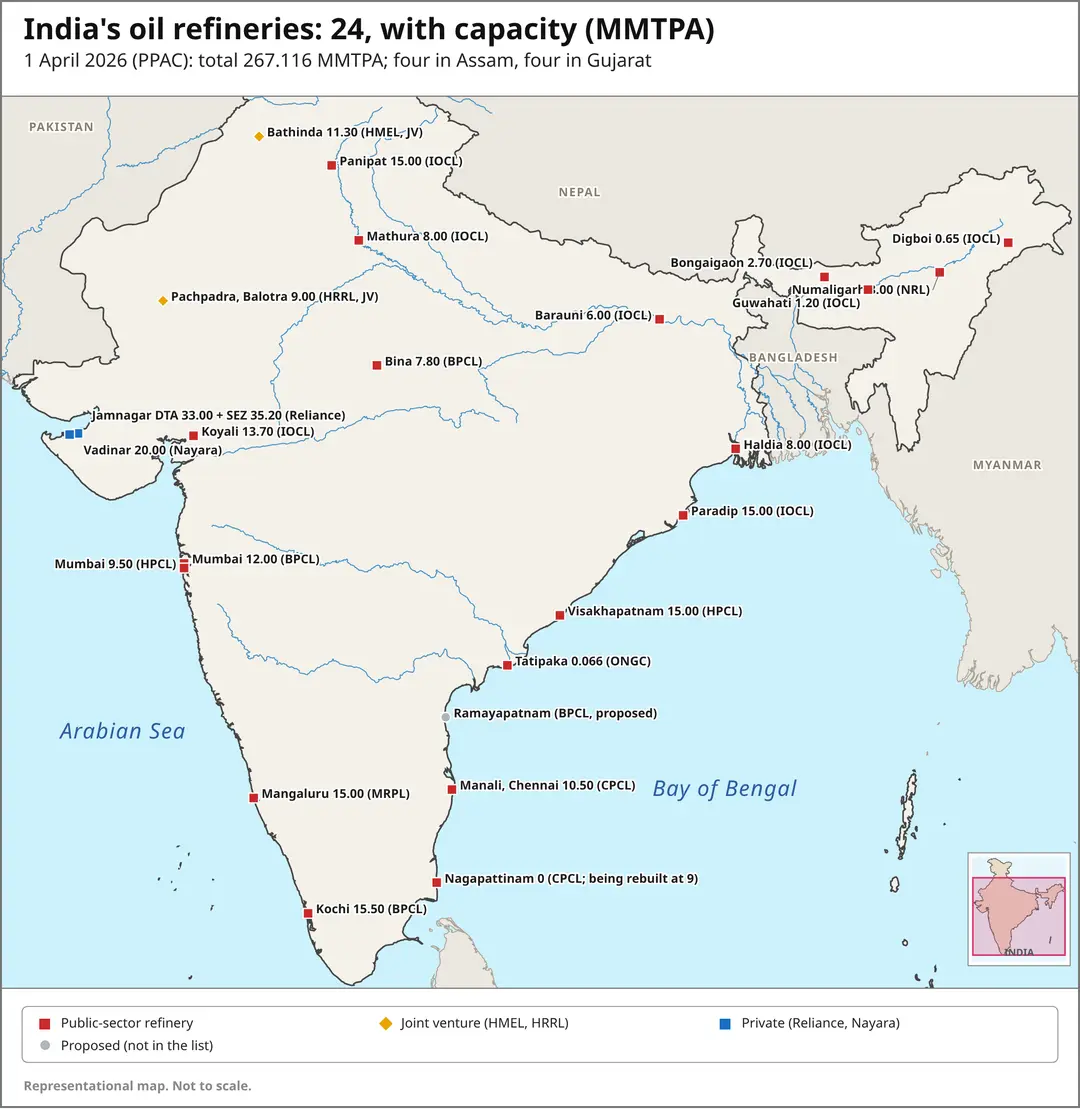 India's oil refineries: 24, with capacity (MMTPA)
1 April 2026 (PPAC): total 267.116 MMTPA; four in Assam, four in Gujarat
PAKISTAN
Bathinda 11.30 (HMEL, JV)
Panipat 15.00 (IOCL)
NEPAL
Mathura 8.00 (IOCL)
Digboi 0.65 (IOCL)
Bongaigaon 2.70 (IOCL)
Numaligarh .00 (NRL)
Pachpadra, Balotra 9.00 (HRRL, JV)
Guwahati 1.20 (IOCL)
Barauni 6.00 (IOCL)
BANGLADESH
Bina 7.80 (BPCL)
Jamnagar DTA 33.00 + SEZ 35.20 (Reliance)
Koyali 13.70 (IOCL)
Vadinar 20.00 (Nayara)
Haldia 8.00 (IOCL)
MYANMAR
Paradip 15.00 (IOCL)
Mumbai 9.50 (HPCL)
Mumbai 12.00 (BPCL)
Visakhapatnam 15.00 (HPCL)
Tatipaka 0.066 (ONGC)
Ramayapatnam (BPCL, proposed)
Arabian Sea
Manali, Chennai 10.50 (CPCL)
Bay of Bengal
Mangaluru 15.00 (MRPL)
Nagapattinam 0 (CPCL; being rebuilt at 9)
Kochi 15.50 (BPCL)
INDIA
Public-sector refinery
Joint venture (HMEL, HRRL)
Private (Reliance, Nayara)
Proposed (not in the list)
Representational map. Not to scale.